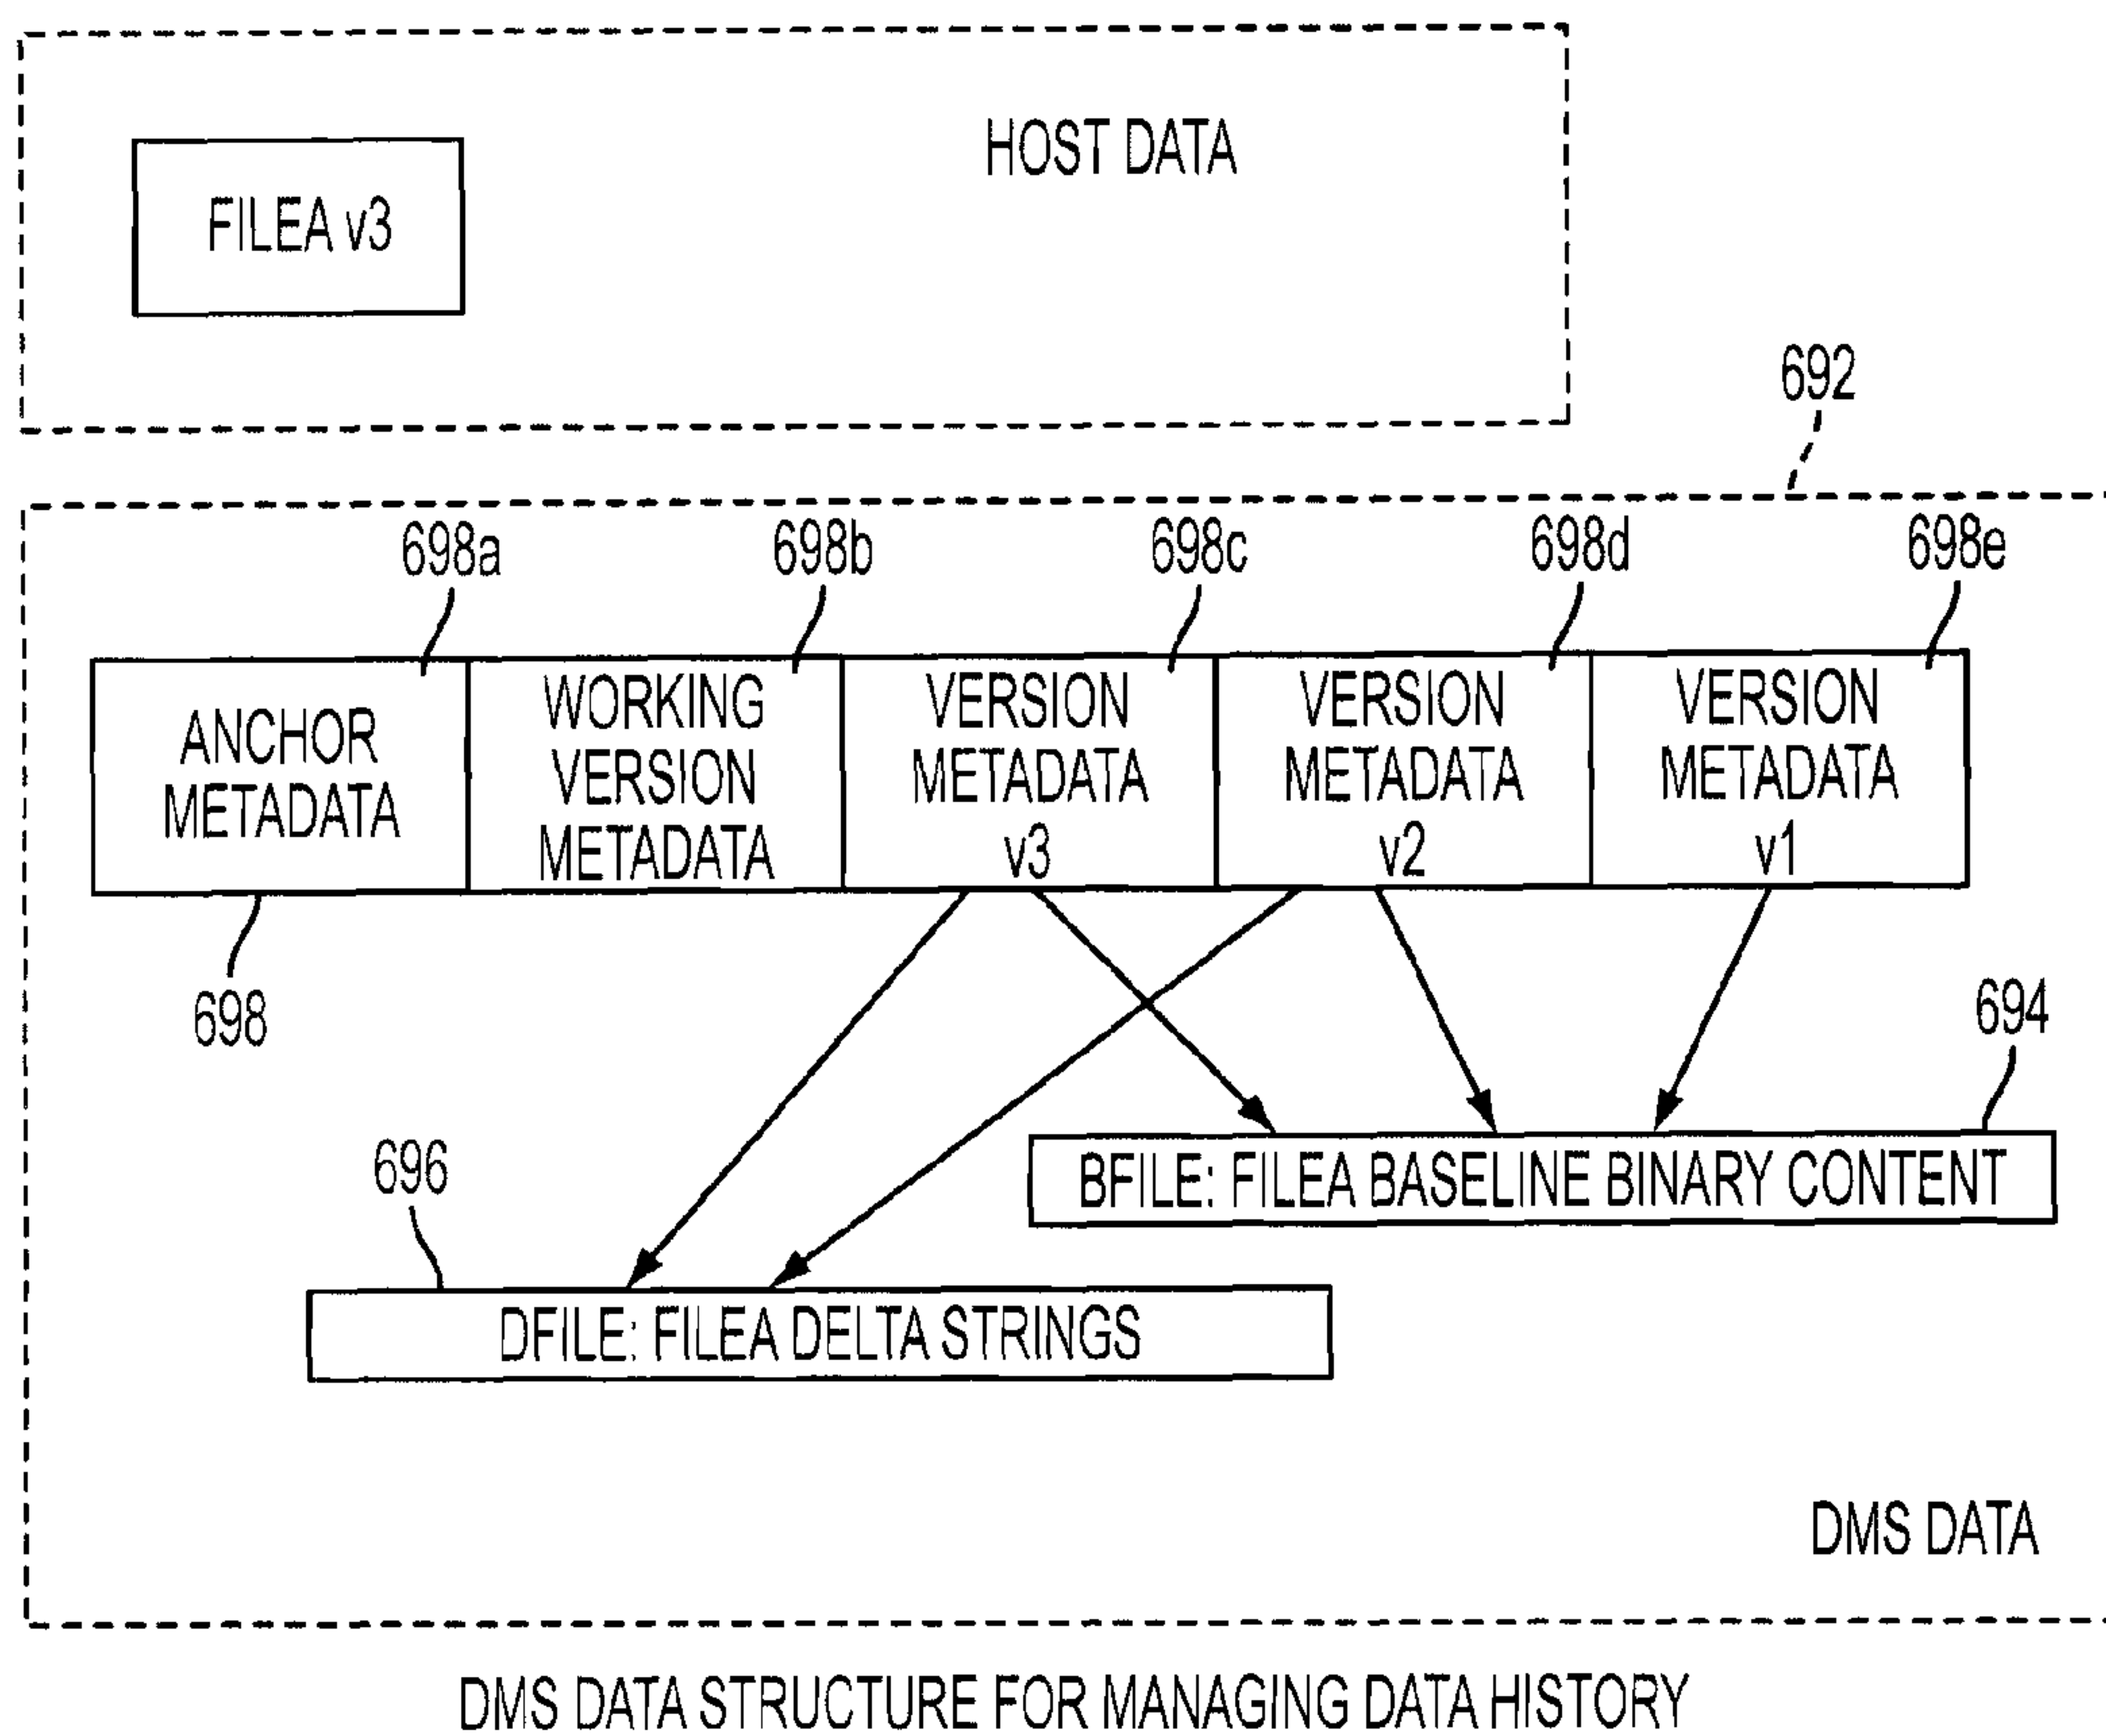 HOST DATA
FILEA v3
692
698a 698b 698c 698d 698e
ANCHOR
METADATA
WORKING
VERSION
METADATA
VERSION
METADATA
v3
VERSION
METADATA
v2
VERSION
METADATA
v1
698
694
BFILE: FILEA BASELINE BINARY CONTENT
696
DFILE: FILEA DELTA STRINGS
DMS DATA
DMS DATA STRUCTURE FOR MANAGING DATA HISTORY